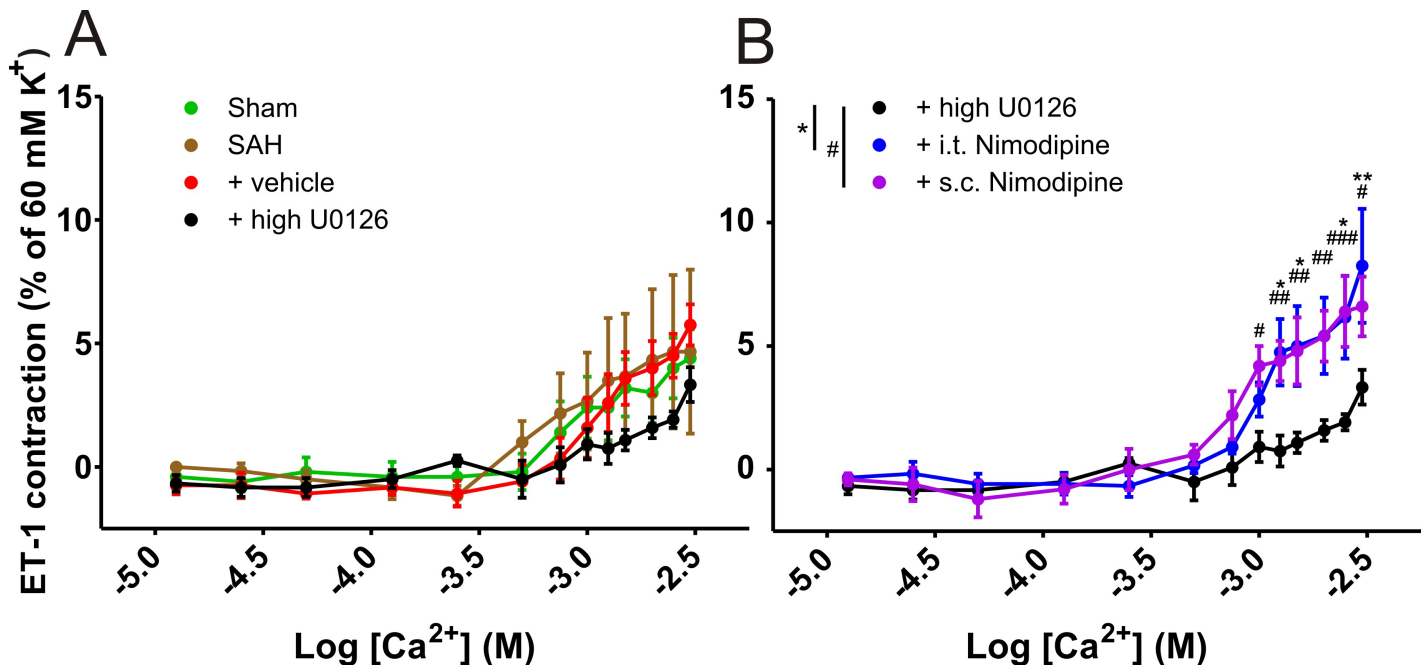 A
B
ET-1 contraction (% of 60 mM K⁺)
15
10
5
0
Sham
SAH
+ vehicle
+ high U0126
-5.0
-4.5
-4.0
-3.5
-3.0
-2.5
Log [Ca²⁺] (M)
15
10
5
0
*
#
+ high U0126
+ i.t. Nimodipine
+ s.c. Nimodipine
#
*
##
*
##
##
*
###
**
#
-5.0
-4.5
-4.0
-3.5
-3.0
-2.5
Log [Ca²⁺] (M)